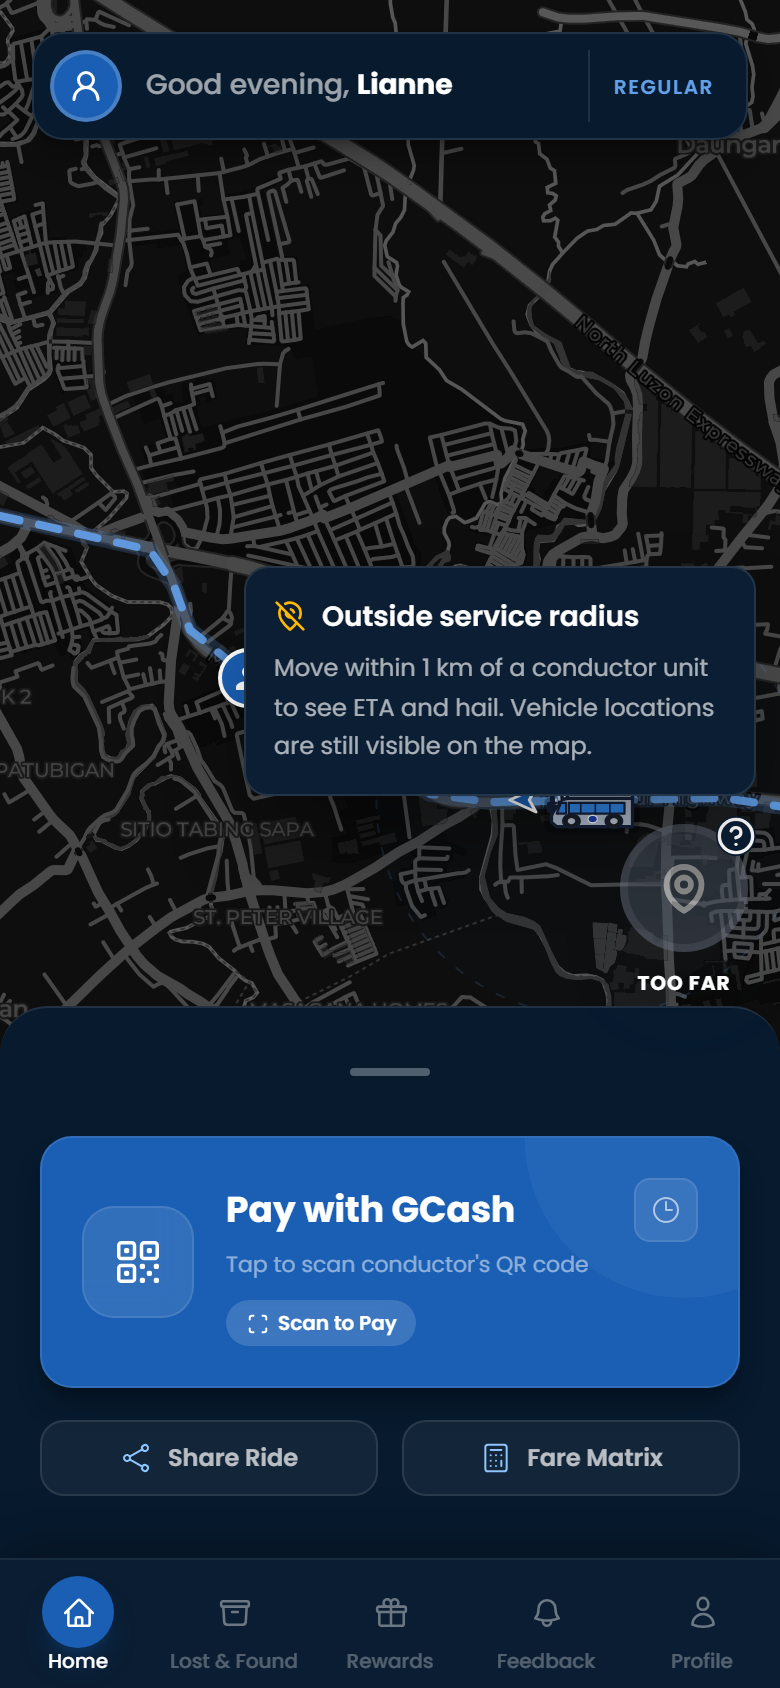 Good evening, Lianne
REGULAR
Daungan
North Luzon Expressway
Outside service radius
Move within 1 km of a conductor unit
to see ETA and hail. Vehicle locations
are still visible on the map.
K 2
PATUBIGAN
SITIO TABING SAPA
ST. PETER VILLAGE
TOO FAR
Pay with GCash
Tap to scan conductor's QR code
Scan to Pay
Share Ride
Fare Matrix
Home
Lost & Found
Rewards
Feedback
Profile